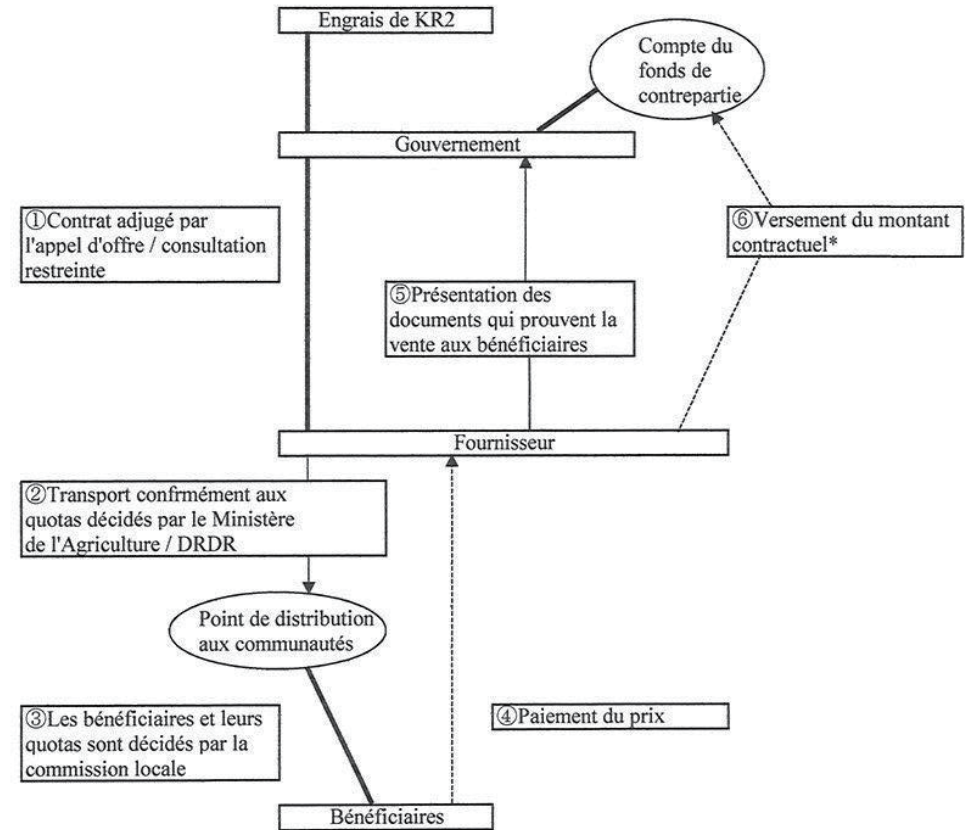 Engrais de KR2
Compte du
fonds de
contrepartie
Gouvernement
①Contrat adjugé par
l'appel d'offre / consultation
restreinte
⑥Versement du montant
contractuel*
⑤Présentation des
documents qui prouvent la
vente aux bénéficiaires
Fournisseur
②Transport confrmément aux
quotas décidés par le Ministère
de l'Agriculture / DRDR
Point de distribution
aux communautés
③Les bénéficiaires et leurs
quotas sont décidés par la
commission locale
④Paiement du prix
Bénéficiaires